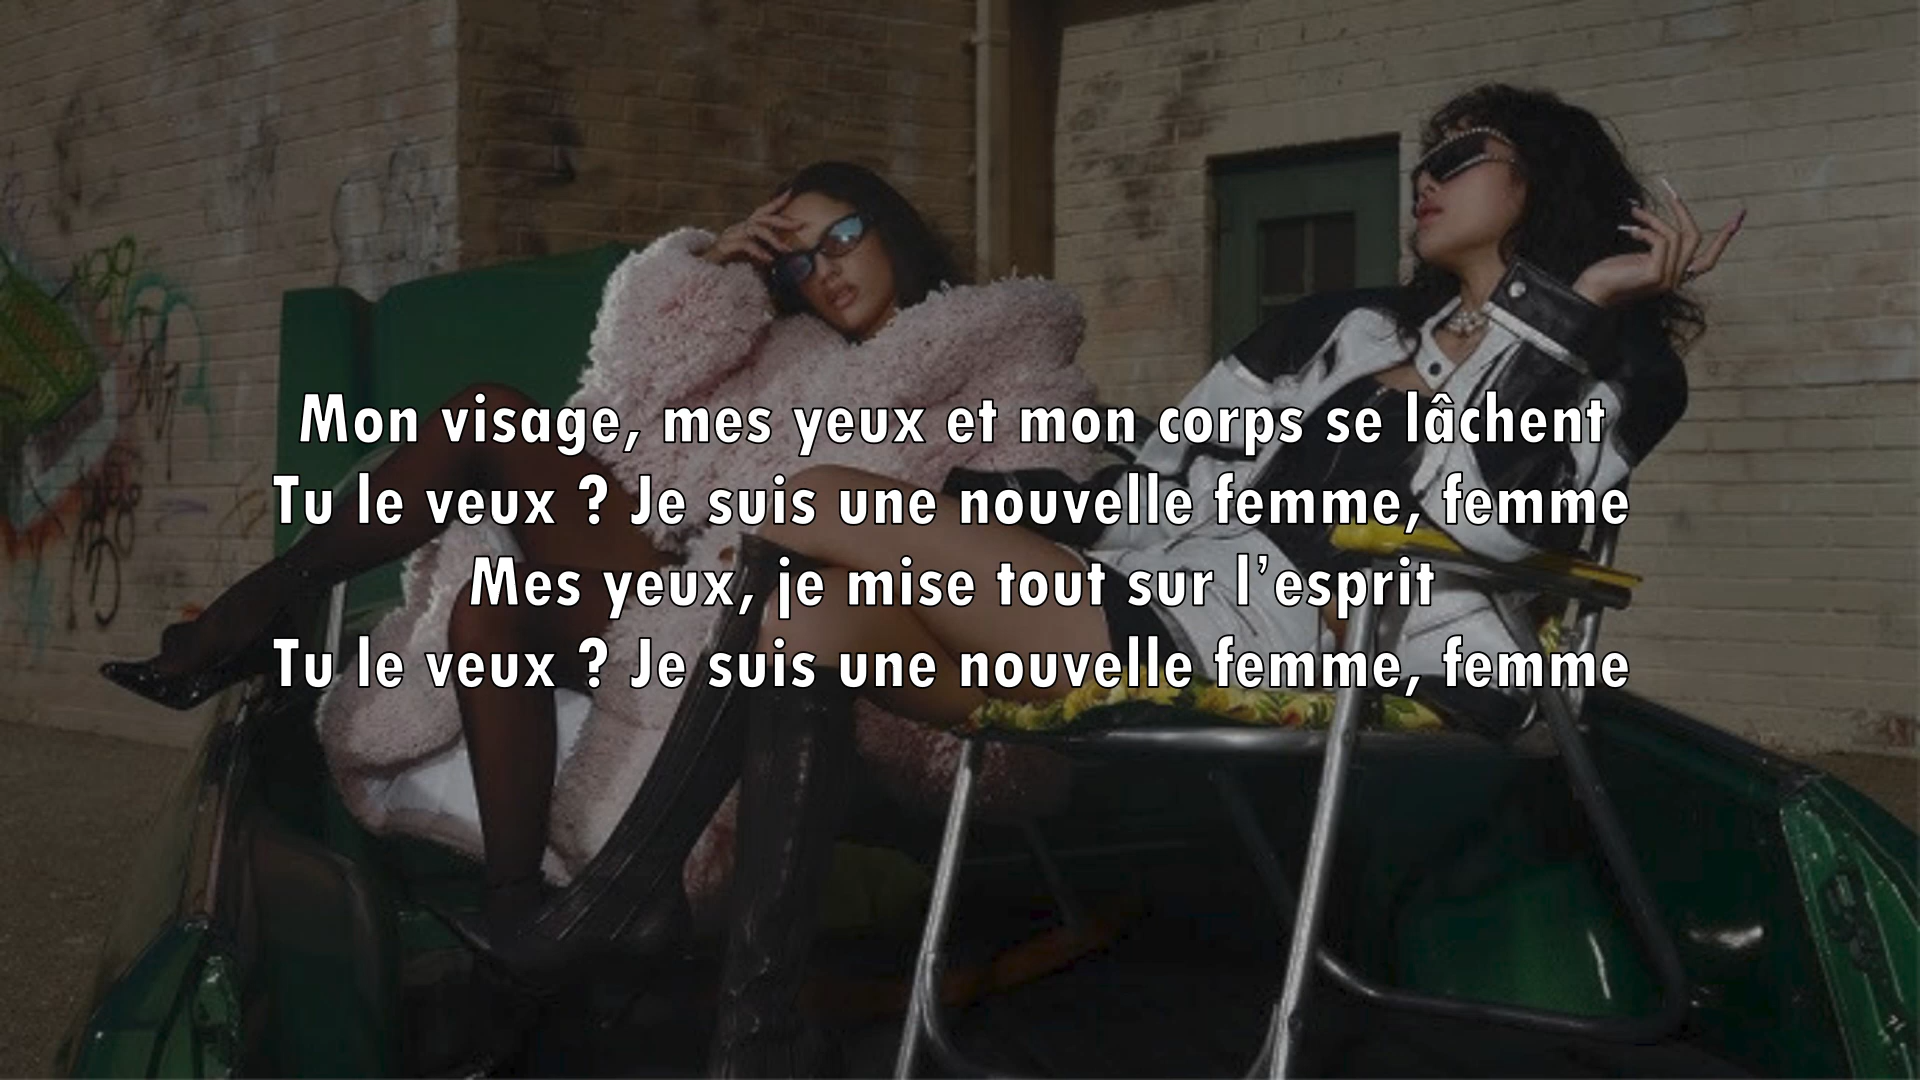 Mon visage, mes yeux et mon corps se lâchent
Tu le veux ? Je suis une nouvelle femme, femme
Mes yeux, je mise tout sur l’esprit
Tu le veux ? Je suis une nouvelle femme, femme